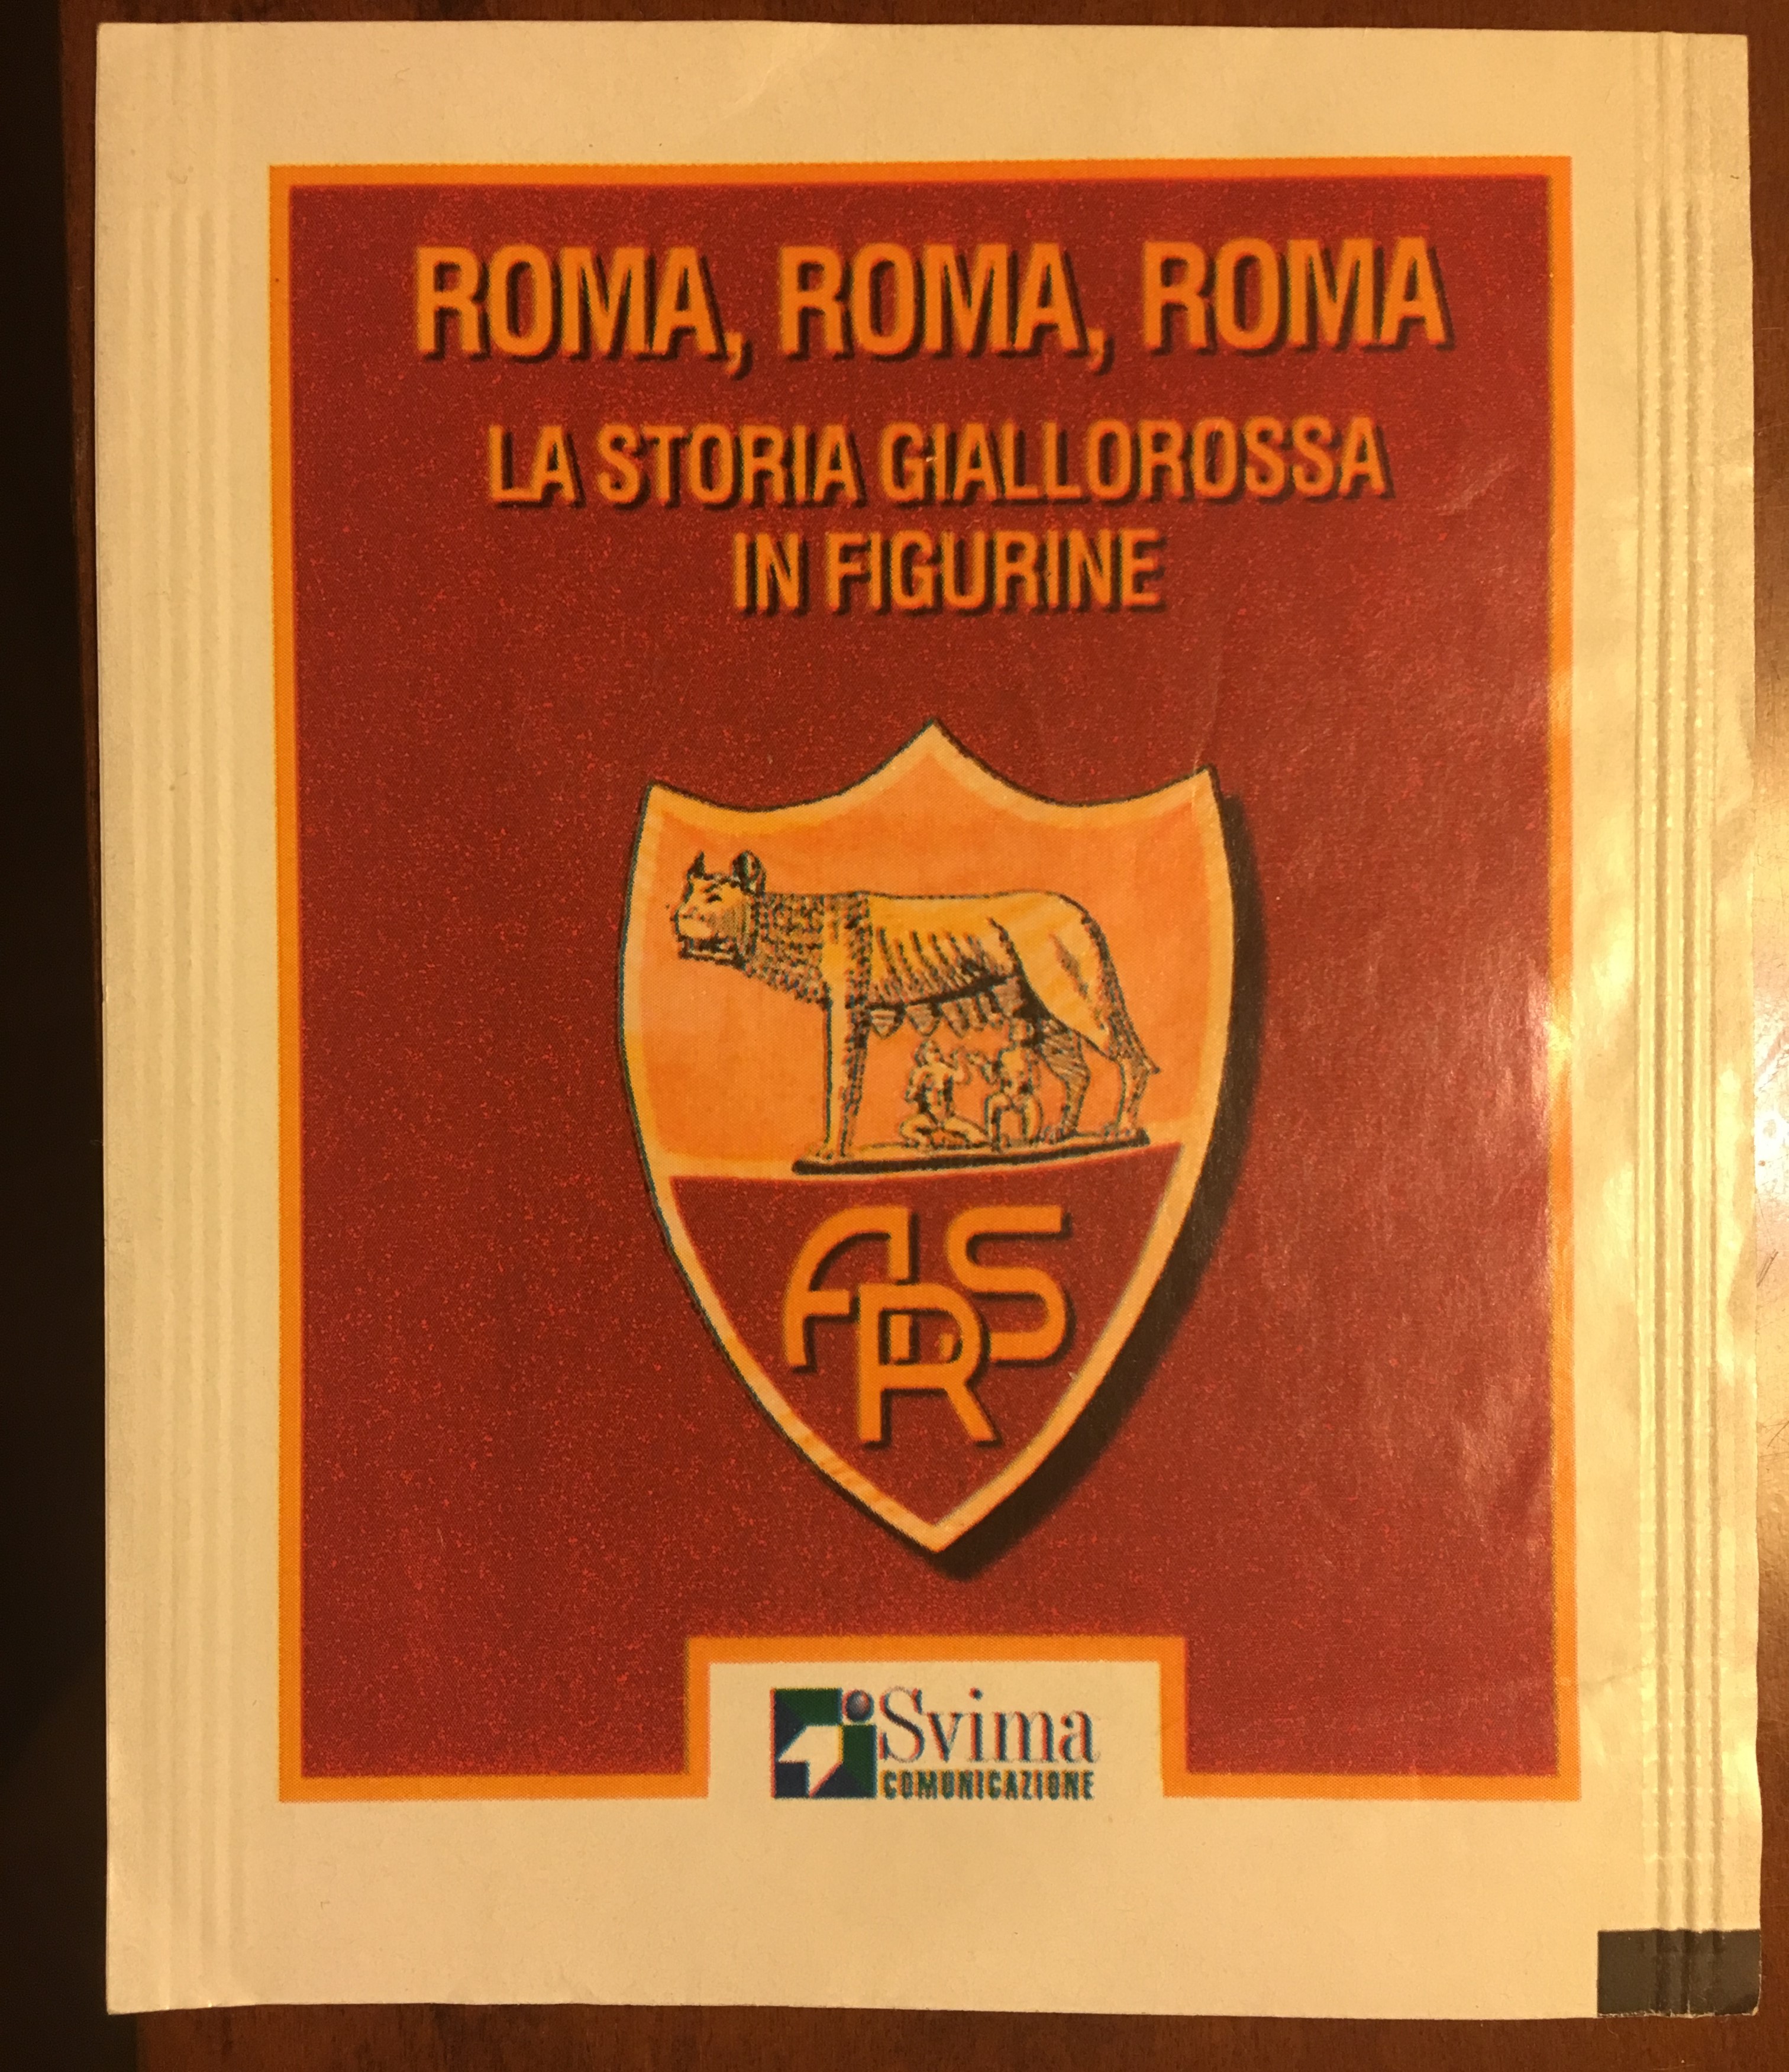 ROMA, ROMA, ROMA
LA STORIA GIALLOROSSA
IN FIGURINE
ASR
Svima
COMUNICAZIONE